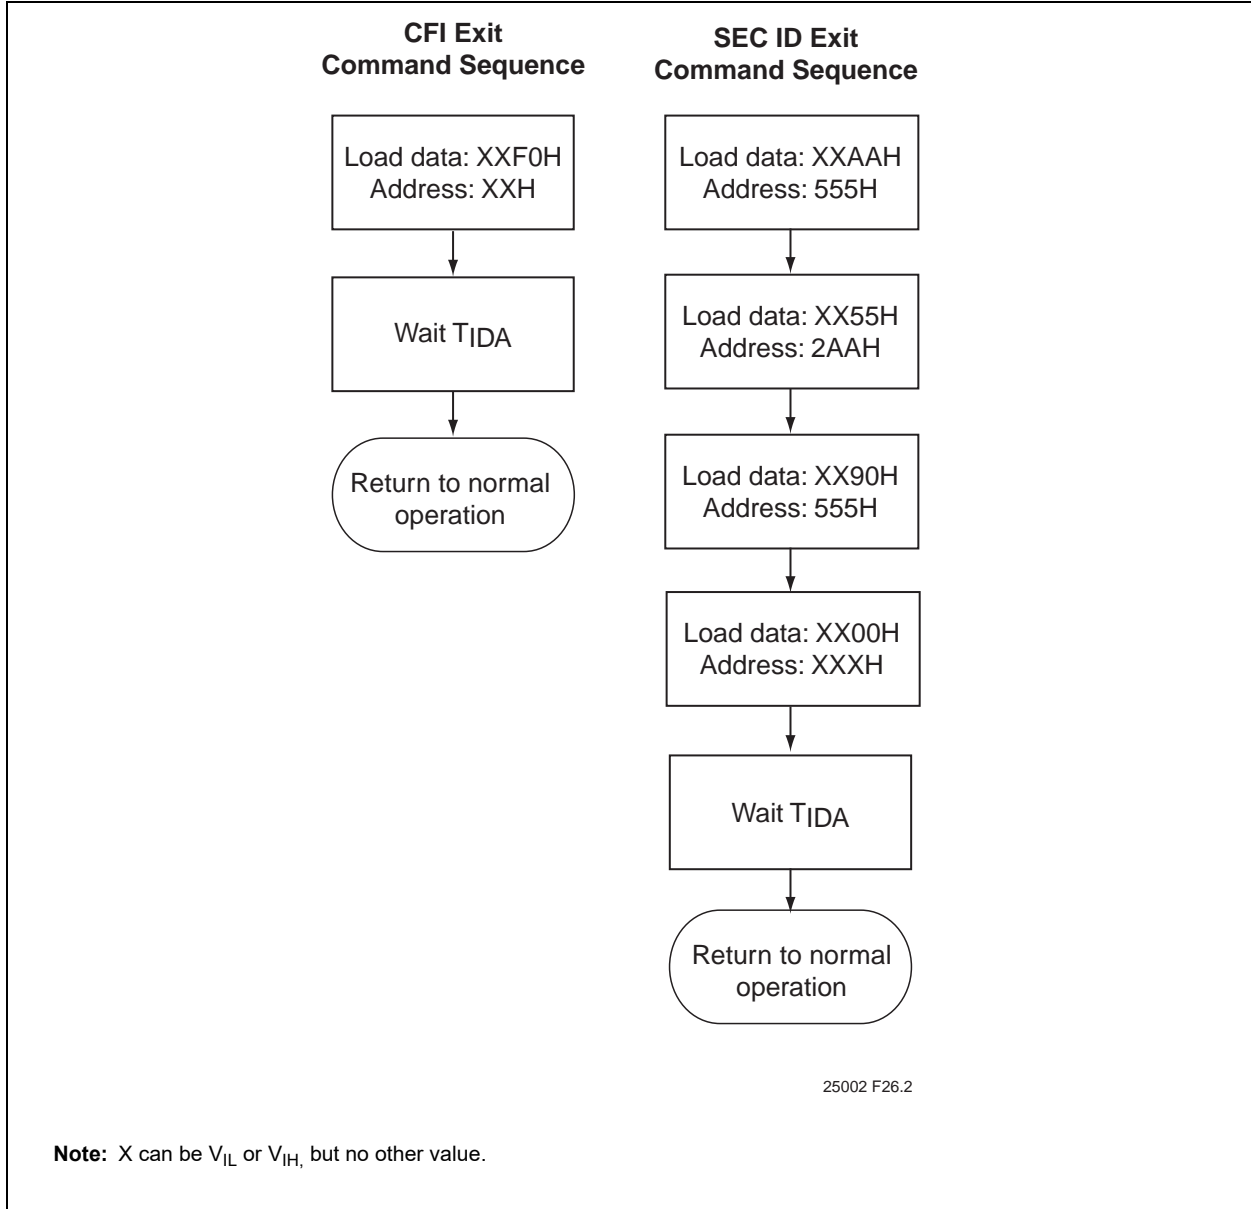 CFI Exit
Command Sequence
Load data: XXF0H
Address: XXH
Wait TIDA
Return to normal
operation
SEC ID Exit
Command Sequence
Load data: XXAAH
Address: 555H
Load data: XX55H
Address: 2AAH
Load data: XX90H
Address: 555H
Load data: XX00H
Address: XXXH
Wait TIDA
Return to normal
operation
25002 F26.2
Note: X can be VIL or VIH, but no other value.